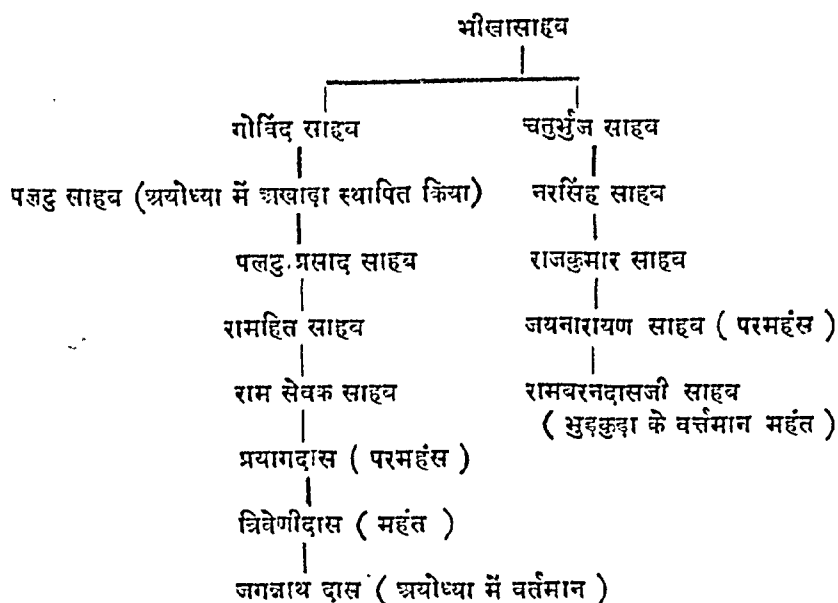 भीखासाहब
गोविंद साहब चतुर्भुज साहब
पलटु साहब (अयोध्या में अखाड़ा स्थापित किया) नरसिंह साहब
पलटु प्रसाद साहब राजकुमार साहब
रामहित साहब जयनारायण साहब ( परमहंस )
राम सेवक साहब रामबरनदासजी साहब
( भुड़कुड़ा के वर्त्तमान महंत )
प्रयागदास ( परमहंस )
त्रिवेणीदास ( महंत )
जगन्नाथ दास ( अयोध्या में वर्तमान )